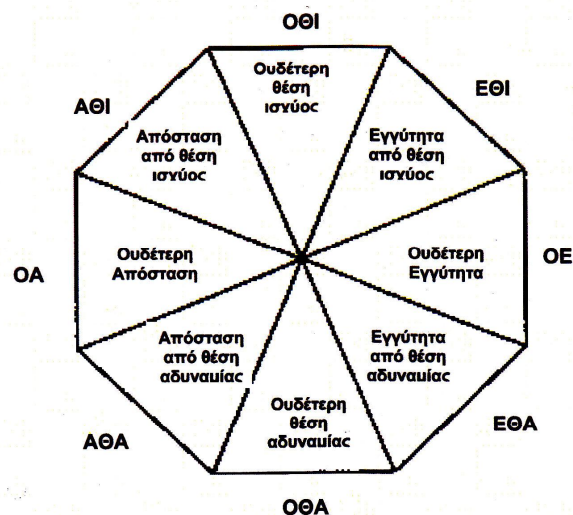 ΟΘΙ
Ουδέτερη
θέση
ισχύος
ΕΘΙ
Εγγύτητα
από θέση
ισχύος
ΟΕ
Ουδέτερη
Εγγύτητα
ΕΘΑ
Εγγύτητα
από θέση
αδυναμίας
ΟΘΑ
Ουδέτερη
θέση
αδυναμίας
ΑΘΑ
Απόσταση
από θέση
αδυναμίας
ΟΑ
Ουδέτερη
Απόσταση
ΑΘΙ
Απόσταση
από θέση
ισχύος